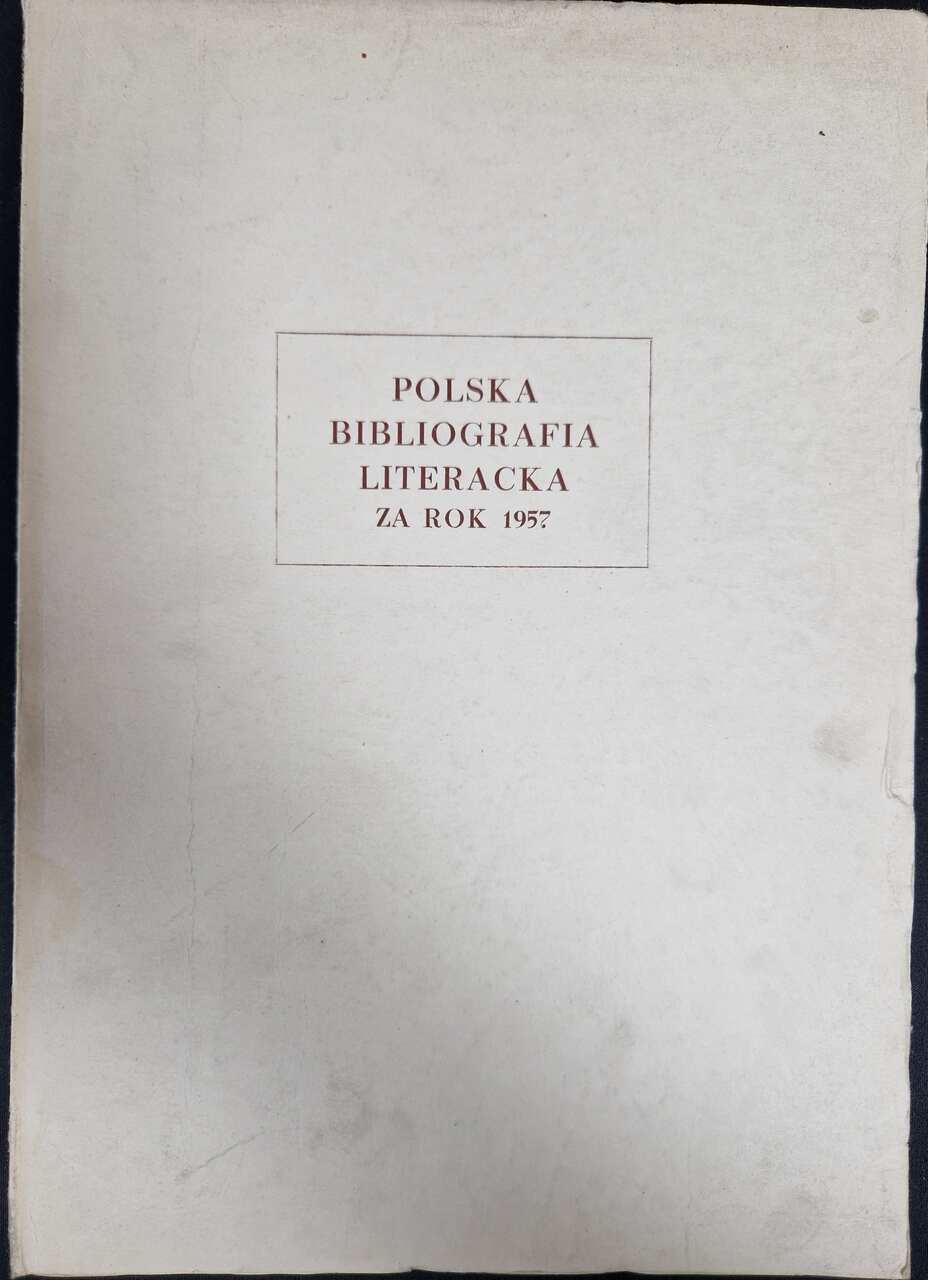 POLSKA
BIBLIOGRAFIA
LITERACKA
ZA ROK 1957